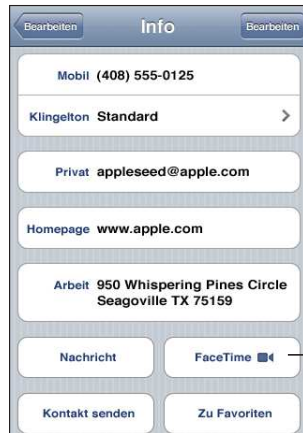 Bearbeiten Info Bearbeiten
Mobil (408) 555-0125
Klingelton Standard
Privat appleseed@apple.com
Homepage www.apple.com
Arbeit 950 Whispering Pines Circle
Seagoville TX 75159
Nachricht FaceTime
Kontakt senden Zu Favoriten